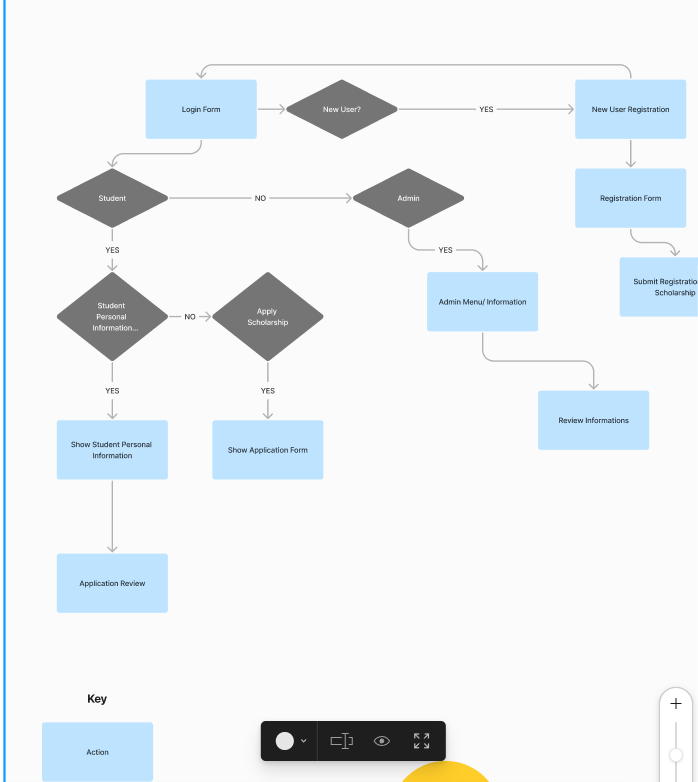 Login Form
New User?
YES
New User Registration
Student
NO
Admin
Registration Form
YES
YES
Submit
Scholarship
Student
Personal
Information...
NO
Apply
Scholarship
Admin Menu/ Information
YES
YES
Review Informations
Show Student Personal
Information
Show Application Form
Application Review
Key
Action